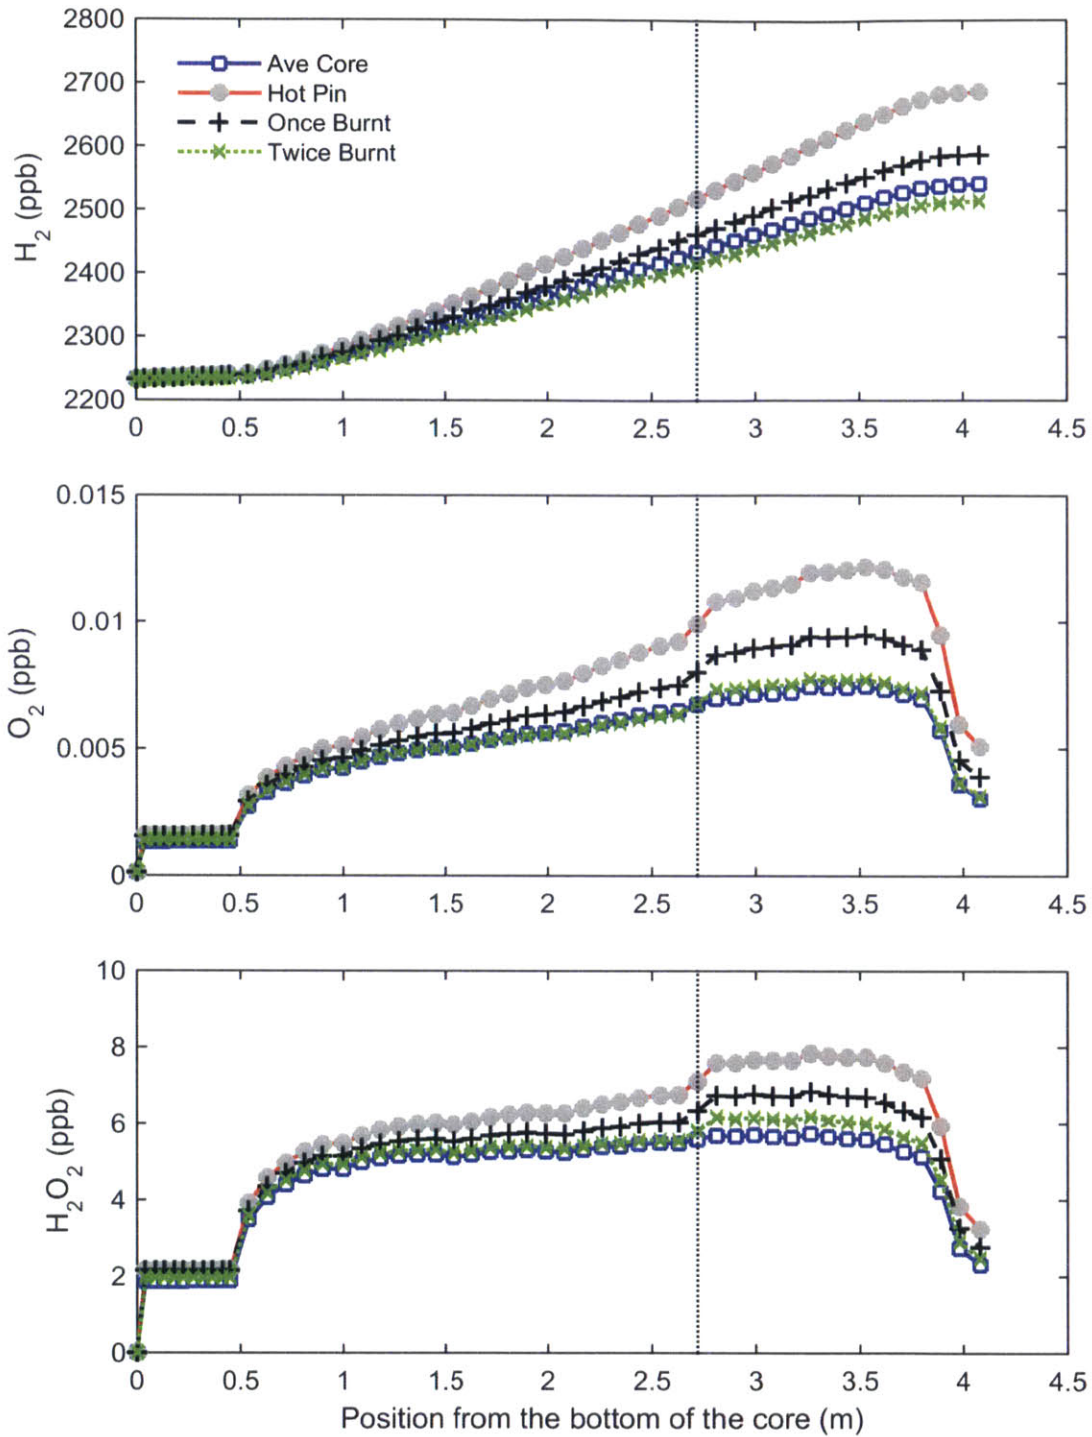 2800
2700
2600
2500
2400
2300
2200
H2 (ppb)
Ave Core
Hot Pin
Once Burnt
Twice Burnt
0 0.5 1 1.5 2 2.5 3 3.5 4 4.5
0.015
0.01
0.005
0
O2 (ppb)
0 0.5 1 1.5 2 2.5 3 3.5 4 4.5
10
8
6
4
2
0
H2O2 (ppb)
0 0.5 1 1.5 2 2.5 3 3.5 4 4.5
Position from the bottom of the core (m)